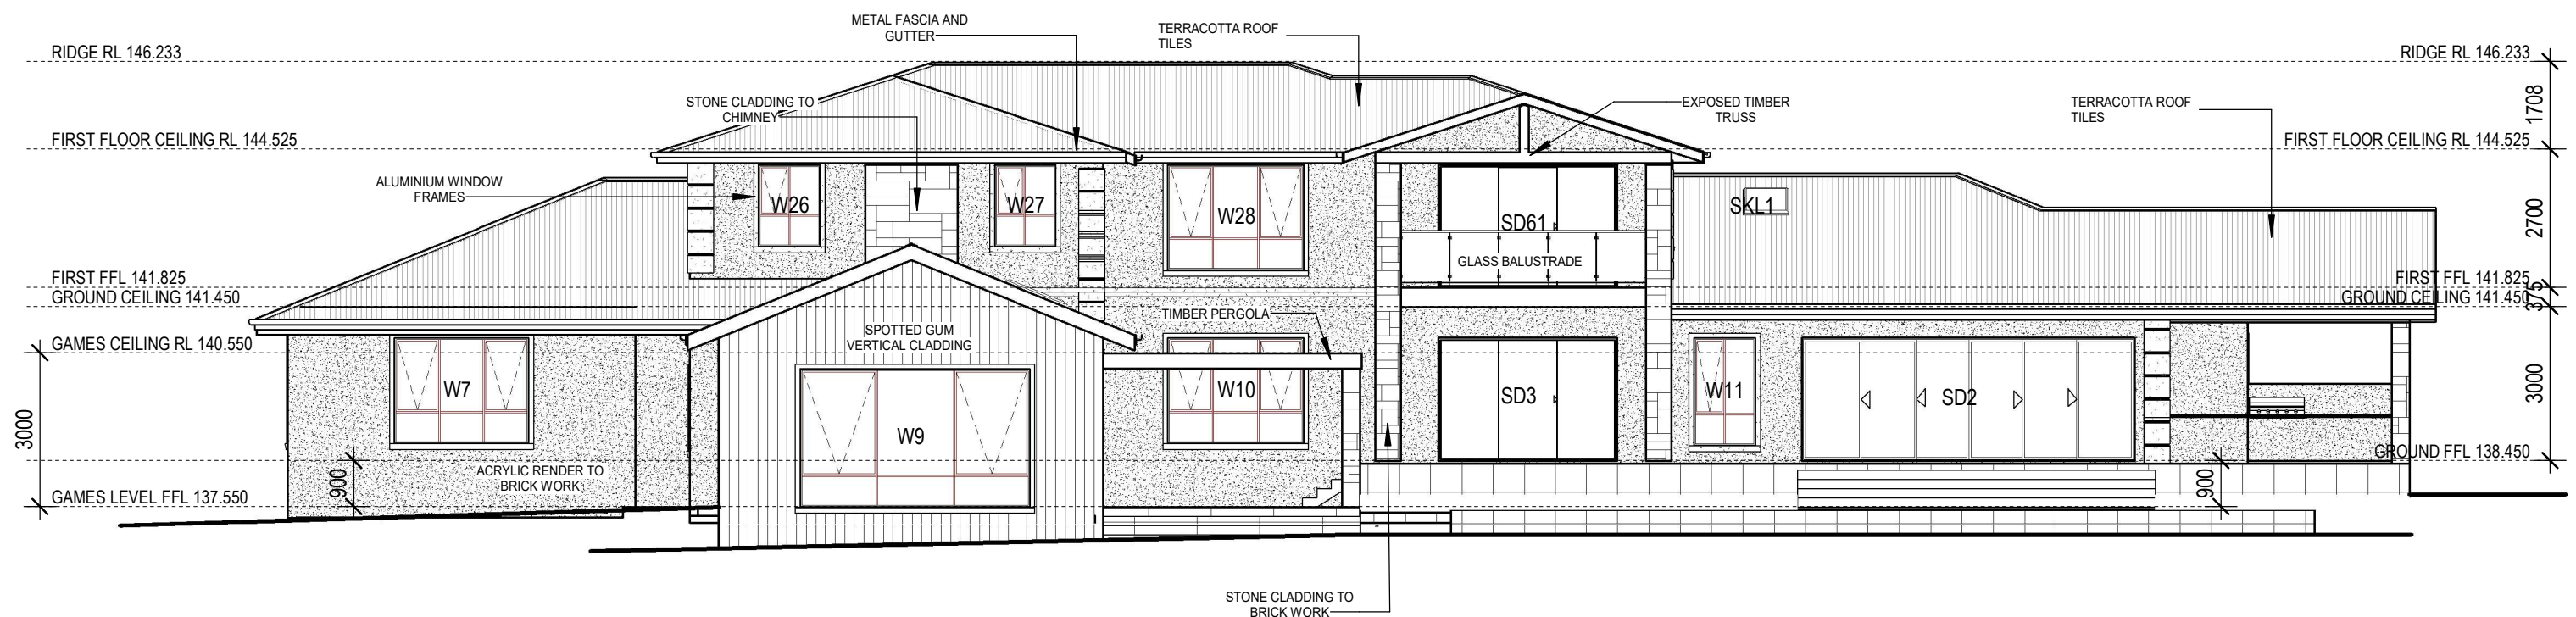 METAL FASCIA AND
GUTTER
TERRACOTTA ROOF
TILES
RIDGE RL 146.233
RIDGE RL 146.233
STONE CLADDING TO
CHIMNEY
EXPOSED TIMBER
TRUSS
TERRACOTTA ROOF
TILES
1708
FIRST FLOOR CEILING RL 144.525
FIRST FLOOR CEILING RL 144.525
ALUMINIUM WINDOW
FRAMES
W26
W27
W28
SD61
SKL1
2700
GLASS BALUSTRADE
FIRST FFL 141.825
FIRST FFL 141.825
GROUND CEILING 141.450
GROUND CEILING 141.450
375
TIMBER PERGOLA
SPOTTED GUM
VERTICAL CLADDING
GAMES CEILING RL 140.550
W7
W10
SD3
W11
SD2
3000
3000
W9
GROUND FFL 138.450
ACRYLIC RENDER TO
BRICK WORK
900
900
GAMES LEVEL FFL 137.550
STONE CLADDING TO
BRICK WORK